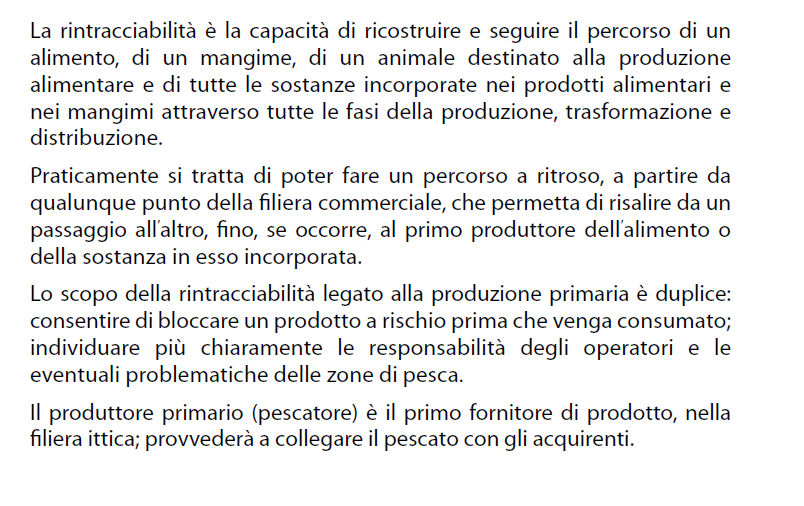 La rintracciabilità è la capacità di ricostruire e seguire il percorso di un
alimento, di un mangime, di un animale destinato alla produzione
alimentare e di tutte le sostanze incorporate nei prodotti alimentari e
nei mangimi attraverso tutte le fasi della produzione, trasformazione e
distribuzione.
Praticamente si tratta di poter fare un percorso a ritroso, a partire da
qualunque punto della filiera commerciale, che permetta di risalire da un
passaggio all'altro, fino, se occorre, al primo produttore dell'alimento o
della sostanza in esso incorporata.
Lo scopo della rintracciabilità legato alla produzione primaria è duplice:
consentire di bloccare un prodotto a rischio prima che venga consumato;
individuare più chiaramente le responsabilità degli operatori e le
eventuali problematiche delle zone di pesca.
Il produttore primario (pescatore) è il primo fornitore di prodotto, nella
filiera ittica; provvederà a collegare il pescato con gli acquirenti.